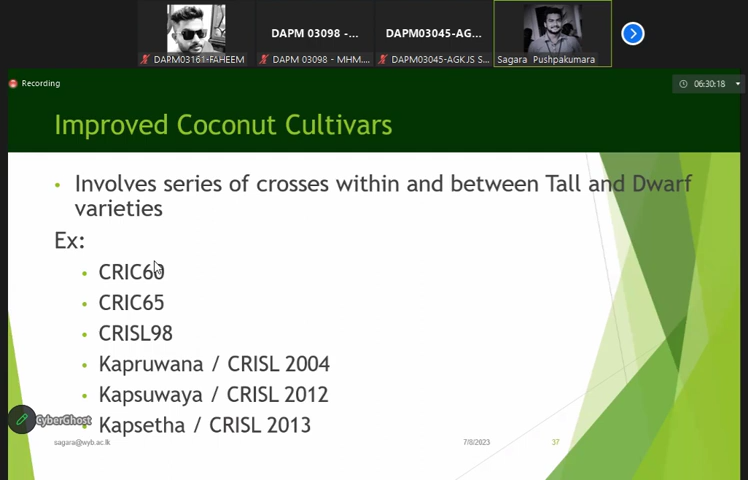 DAPM 03098 -...
DAPM03045-AG...
DAPM03161-FAHEEM
DAPM 03098 - MHM....
DAPM03045-AGKJS S...
Sagara Pushpakumara
Recording
06:30:18
Improved Coconut Cultivars
• Involves series of crosses within and between Tall and Dwarf
varieties
Ex:
• CRIC60
• CRIC65
• CRISL98
• Kapruwana / CRISL 2004
• Kapsuwaya / CRISL 2012
• Kapsetha / CRISL 2013
CyberGhost
sagara@wyb.ac.lk
7/8/2023
37